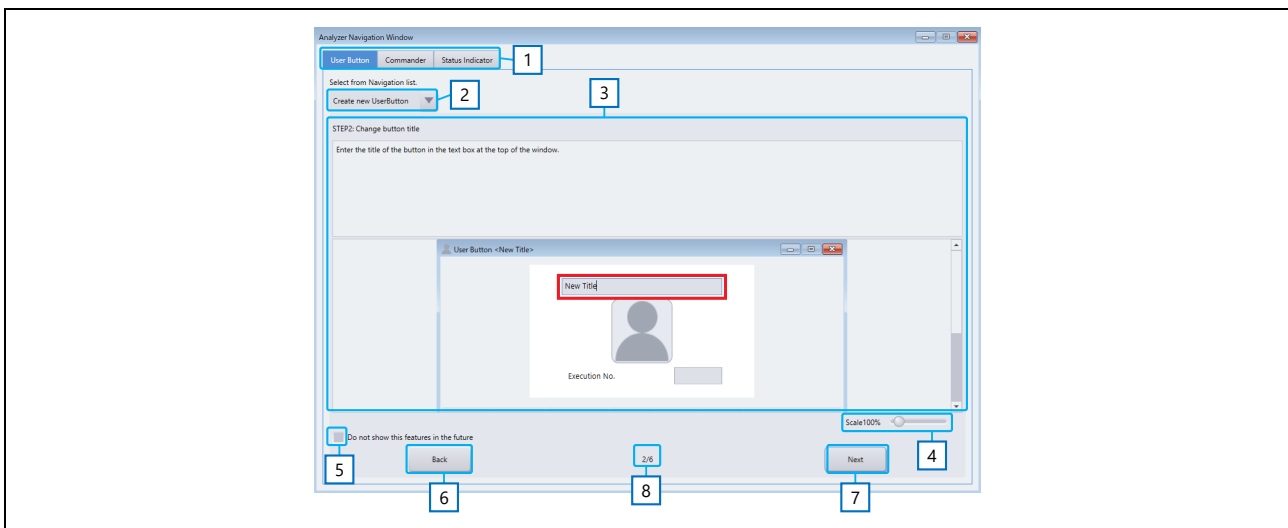 Analyzer Navigation Window
User Button Commander Status Indicator
1
Select from Navigation list.
Create new UserButton
2
3
STEP2: Change button title
Enter the title of the button in the text box at the top of the window.
User Button <New Title>
New Title
Execution No.
Scale100%
4
Do not show this features in the future
5
Back
2/6
Next
6
8
7